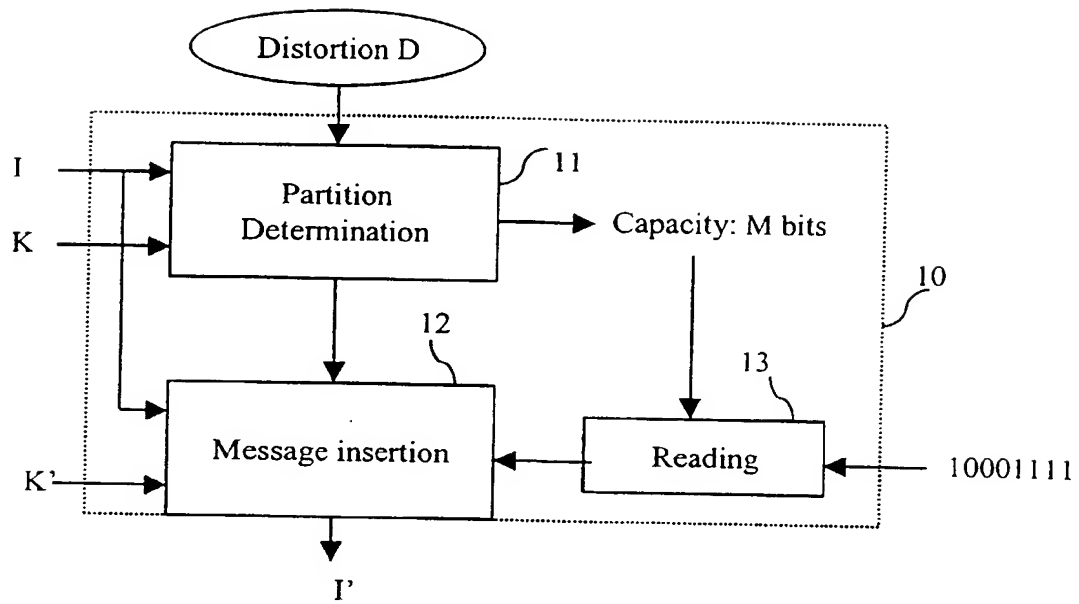 Distortion D
I
11
Partition
Determination
K
Capacity: M bits
10
12
13
Message insertion
Reading
10001111
K'
I'